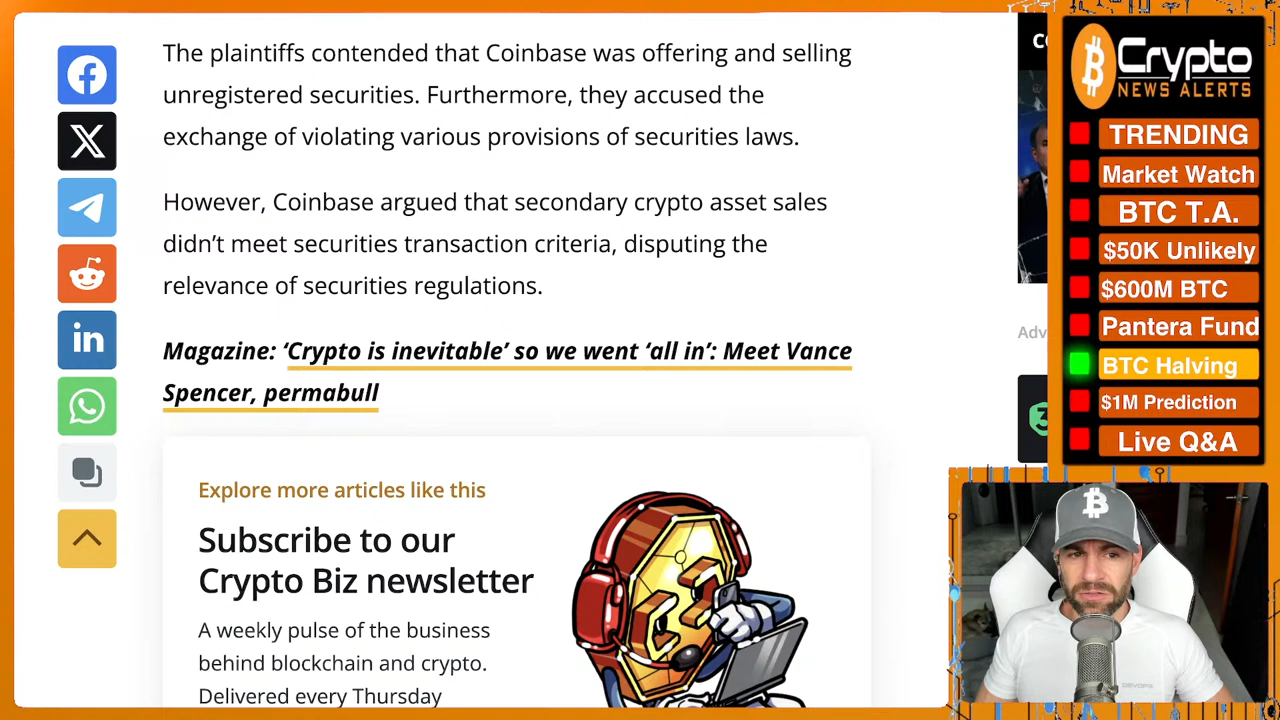 The plaintiffs contended that Coinbase was offering and selling
unregistered securities. Furthermore, they accused the
exchange of violating various provisions of securities laws.
However, Coinbase argued that secondary crypto asset sales
didn’t meet securities transaction criteria, disputing the
relevance of securities regulations.
Magazine: ‘Crypto is inevitable’ so we went ‘all in’: Meet Vance
Spencer, permabull
Explore more articles like this
Subscribe to our
Crypto Biz newsletter
A weekly pulse of the business
behind blockchain and crypto.
Delivered every Thursday
Adv
Crypto
NEWS ALERTS
TRENDING
Market Watch
BTC T.A.
$50K Unlikely
$600M BTC
Pantera Fund
BTC Halving
$1M Prediction
Live Q&A